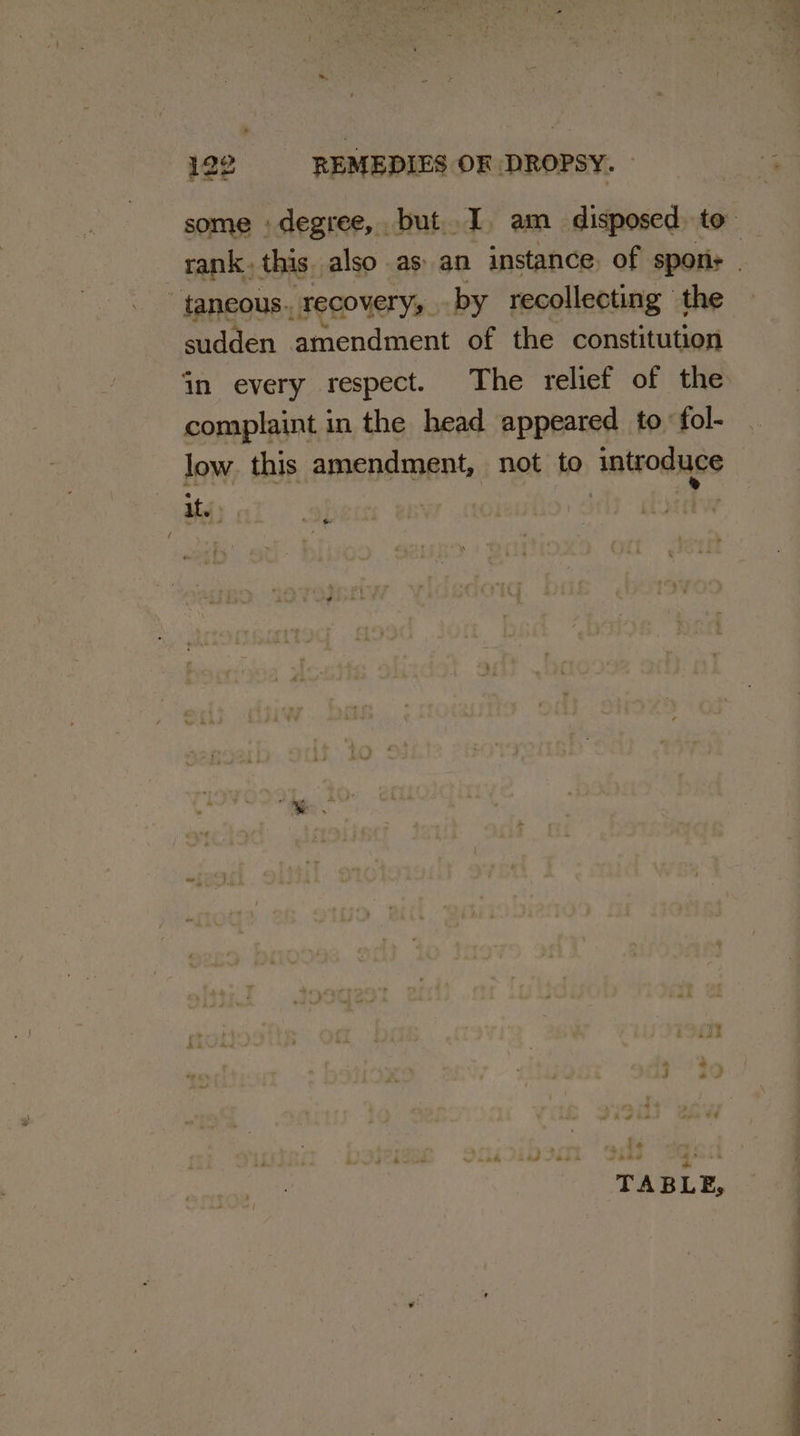 122 REMEDIES OF DROPSY.
some degree, but I am disposed to
rank this also as an instance of spon-
taneous recovery, by recollecting the
sudden amendment of the constitution
in every respect. The relief of the
complaint in the head appeared to fol-
low this amendment, not to introduce
it.
TABLE,